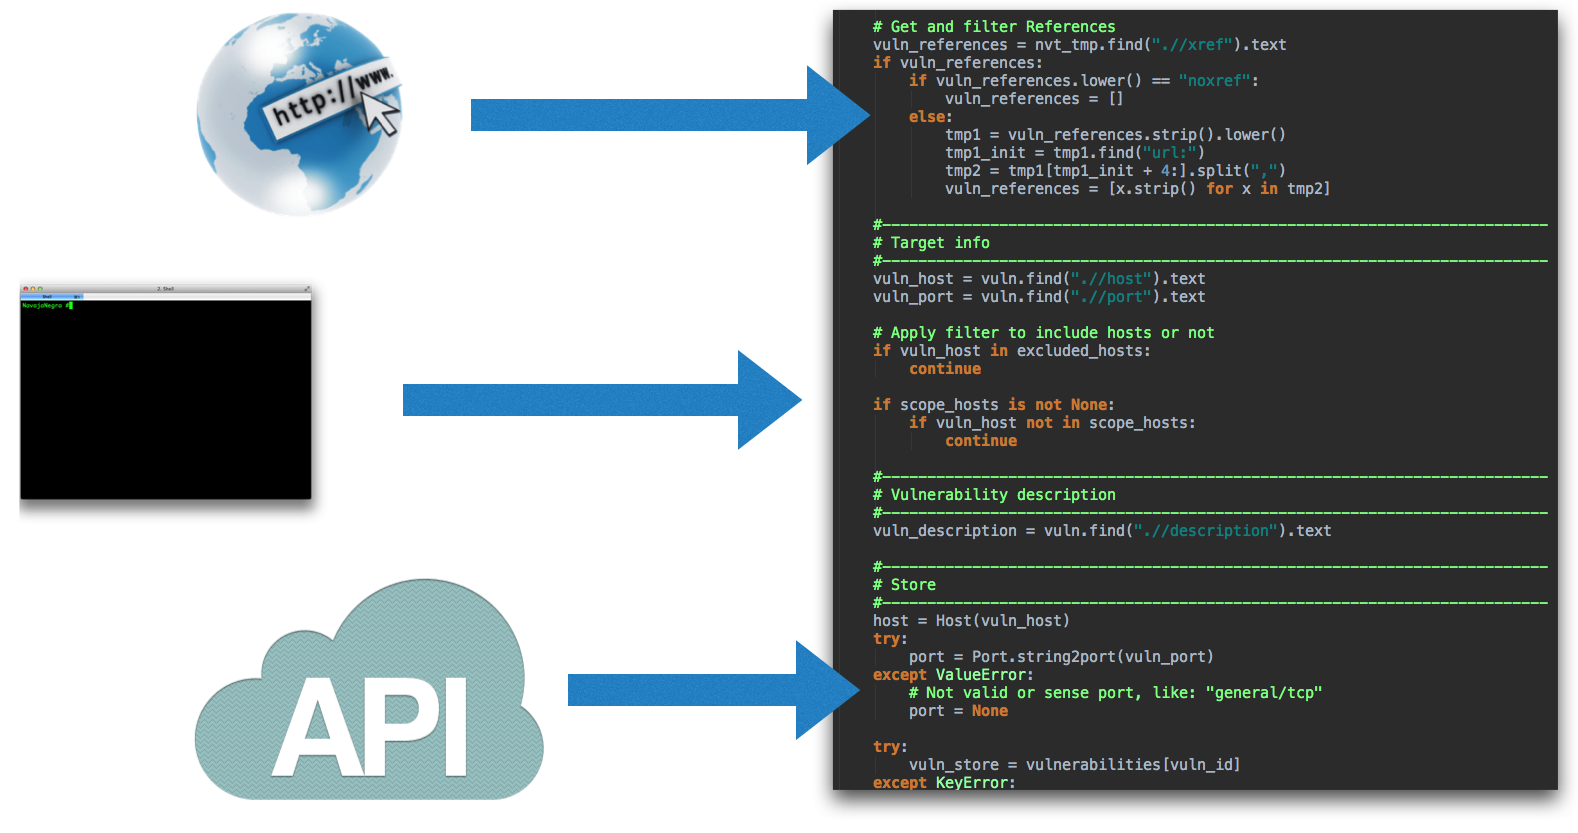 http://www.
2. Shell
Shell
NavajaNegra #
API
# Get and filter References
vuln_references = nvt_tmp.find(".//xref").text
if vuln_references:
    if vuln_references.lower() == "noxref":
        vuln_references = []
    else:
        tmp1 = vuln_references.strip().lower()
        tmp1_init = tmp1.find("url:")
        tmp2 = tmp1[tmp1_init + 4:].split(",")
        vuln_references = [x.strip() for x in tmp2]
#--------------------------------------------------------------------------
# Target info
#--------------------------------------------------------------------------
vuln_host = vuln.find(".//host").text
vuln_port = vuln.find(".//port").text
# Apply filter to include hosts or not
if vuln_host in excluded_hosts:
    continue
if scope_hosts is not None:
    if vuln_host not in scope_hosts:
        continue
#--------------------------------------------------------------------------
# Vulnerability description
#--------------------------------------------------------------------------
vuln_description = vuln.find(".//description").text
#--------------------------------------------------------------------------
# Store
#--------------------------------------------------------------------------
host = Host(vuln_host)
try:
    port = Port.string2port(vuln_port)
except ValueError:
    # Not valid or sense port, like: "general/tcp"
    port = None
try:
    vuln_store = vulnerabilities[vuln_id]
except KeyError: